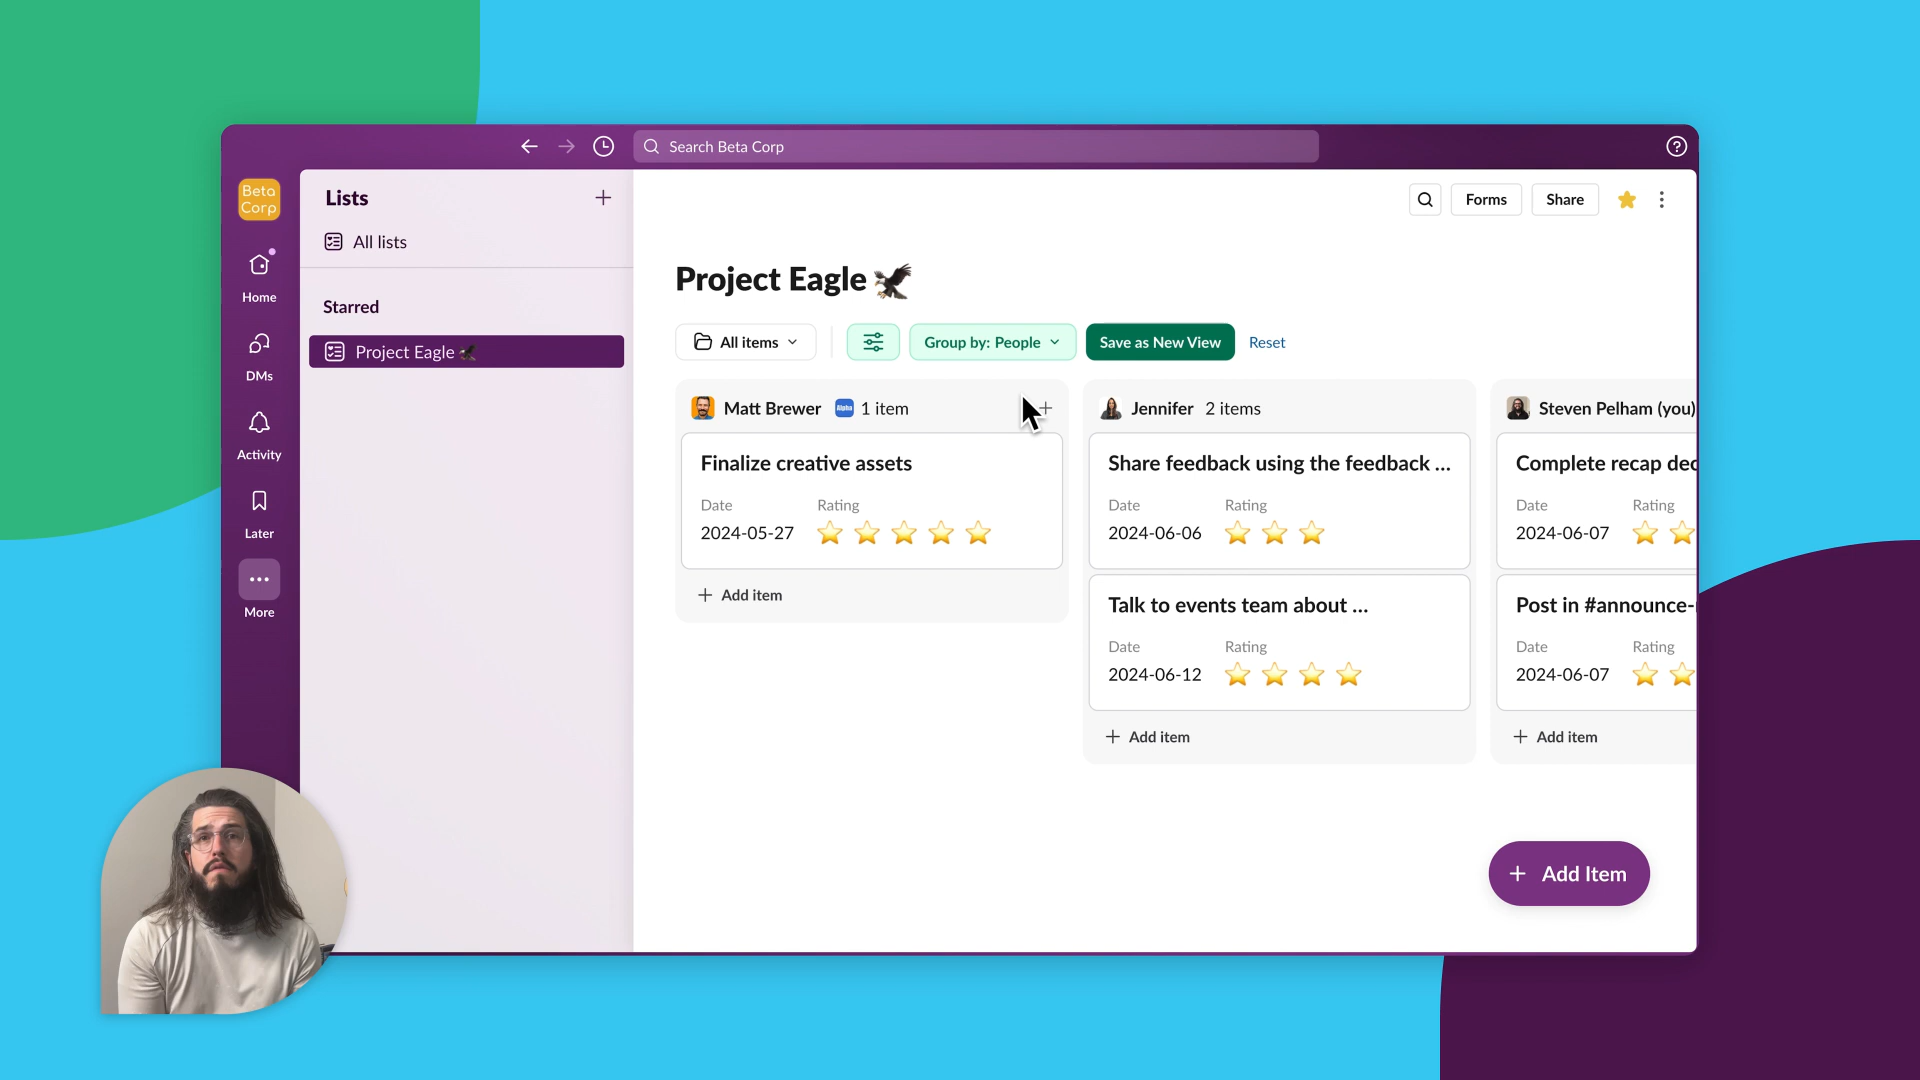 Search Beta Corp
Beta
Corp
Home
DMs
Activity
Later
More
Lists
All lists
Starred
Project Eagle
Forms
Share
Project Eagle
All items
Group by: People
Save as New View
Reset
Matt Brewer Alpha 1 item
Finalize creative assets
Date Rating
2024-05-27
Add item
Jennifer 2 items
Share feedback using the feedback ...
Date Rating
2024-06-06
Talk to events team about ...
Date Rating
2024-06-12
Add item
Steven Pelham (you)
Complete recap dec
Date Rating
2024-06-07
Post in #announce-
Date Rating
2024-06-07
Add item
Add Item